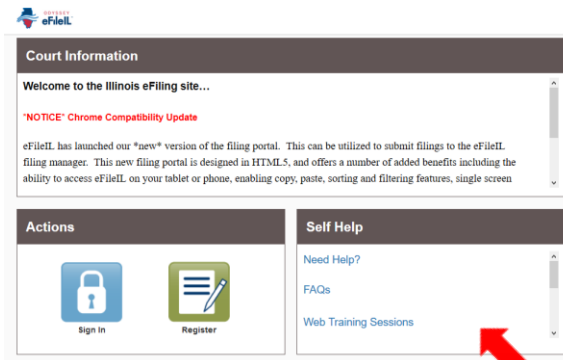 ODYSSEY
eFileIL
Court Information
Welcome to the Illinois eFiling site...
*NOTICE* Chrome Compatibility Update
eFileIL has launched our *new* version of the filing portal. This can be utilized to submit filings to the eFileIL
filing manager. This new filing portal is designed in HTML5, and offers a number of added benefits including the
ability to access eFileIL on your tablet or phone, enabling copy, paste, sorting and filtering features, single screen
Actions
Sign In
Register
Self Help
Need Help?
FAQs
Web Training Sessions